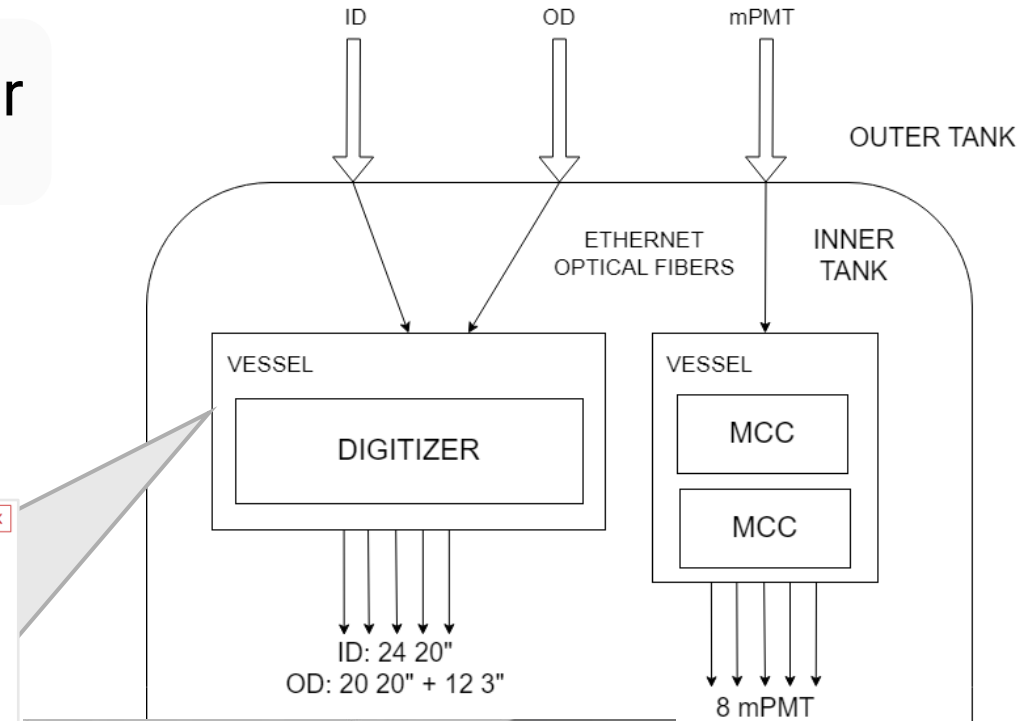 r
ID
OD
mPMT
OUTER TANK
ETHERNET
OPTICAL FIBERS
INNER
TANK
VESSEL
DIGITIZER
VESSEL
MCC
MCC
ID: 24 20"
OD: 20 20" + 12 3"
8 mPMT